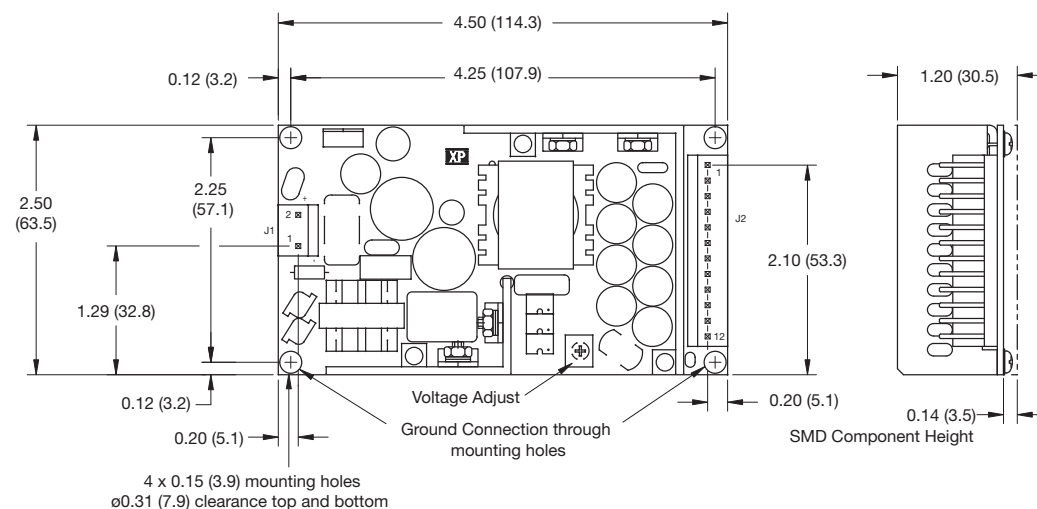 4.50 (114.3)
0.12 (3.2)
4.25 (107.9)
1.20 (30.5)
XP
1
2.50
(63.5)
2.25
(57.1)
+
2
J1
1
-
J2
2.10 (53.3)
1.29 (32.8)
12
0.12 (3.2)
Voltage Adjust
0.20 (5.1)
0.14 (3.5)
0.20 (5.1)
Ground Connection through
mounting holes
SMD Component Height
4 x 0.15 (3.9) mounting holes
ø0.31 (7.9) clearance top and bottom